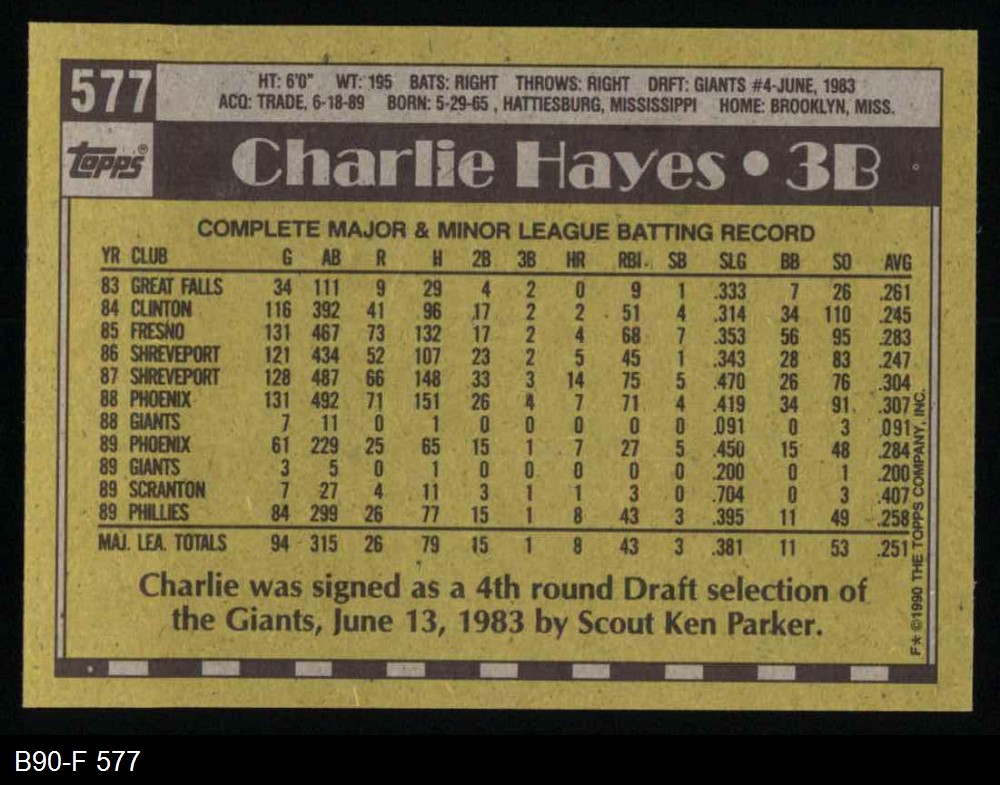 577
HT: 6'0" WT: 195 BATS: RIGHT THROWS: RIGHT DRFT: GIANTS #4-JUNE, 1983
ACQ: TRADE, 6-18-89 BORN: 5-29-65 , HATTIESBURG, MISSISSIPPI HOME: BROOKLYN, MISS.
topps®
Charlie Hayes • 3B
COMPLETE MAJOR & MINOR LEAGUE BATTING RECORD
YR CLUB G AB R H 2B 3B HR RBI SB SLG BB SO AVG
83 GREAT FALLS 34 111 9 29 4 2 0 9 1 .333 7 26 .261
84 CLINTON 116 392 41 96 17 2 2 51 4 .314 34 110 .245
85 FRESNO 131 467 73 132 17 2 4 68 7 .353 56 95 .283
86 SHREVEPORT 121 434 52 107 23 2 5 45 1 .343 28 83 .247
87 SHREVEPORT 128 487 66 148 33 3 14 75 5 .470 26 76 .304
88 PHOENIX 131 492 71 151 26 4 7 71 4 .419 34 91 .307
88 GIANTS 7 11 0 1 0 0 0 0 0 .091 0 3 .091
89 PHOENIX 61 229 25 65 15 1 7 27 5 .450 15 48 .284
89 GIANTS 3 5 0 1 0 0 0 0 0 .200 0 1 .200
89 SCRANTON 7 27 4 11 3 1 1 3 0 .704 0 3 .407
89 PHILLIES 84 299 26 77 15 1 8 43 3 .395 11 49 .258
MAJ. LEA. TOTALS 94 315 26 79 15 1 8 43 3 .381 11 53 .251
Charlie was signed as a 4th round Draft selection of
the Giants, June 13, 1983 by Scout Ken Parker.
F* ©1990 THE TOPPS COMPANY, INC.
B90-F 577